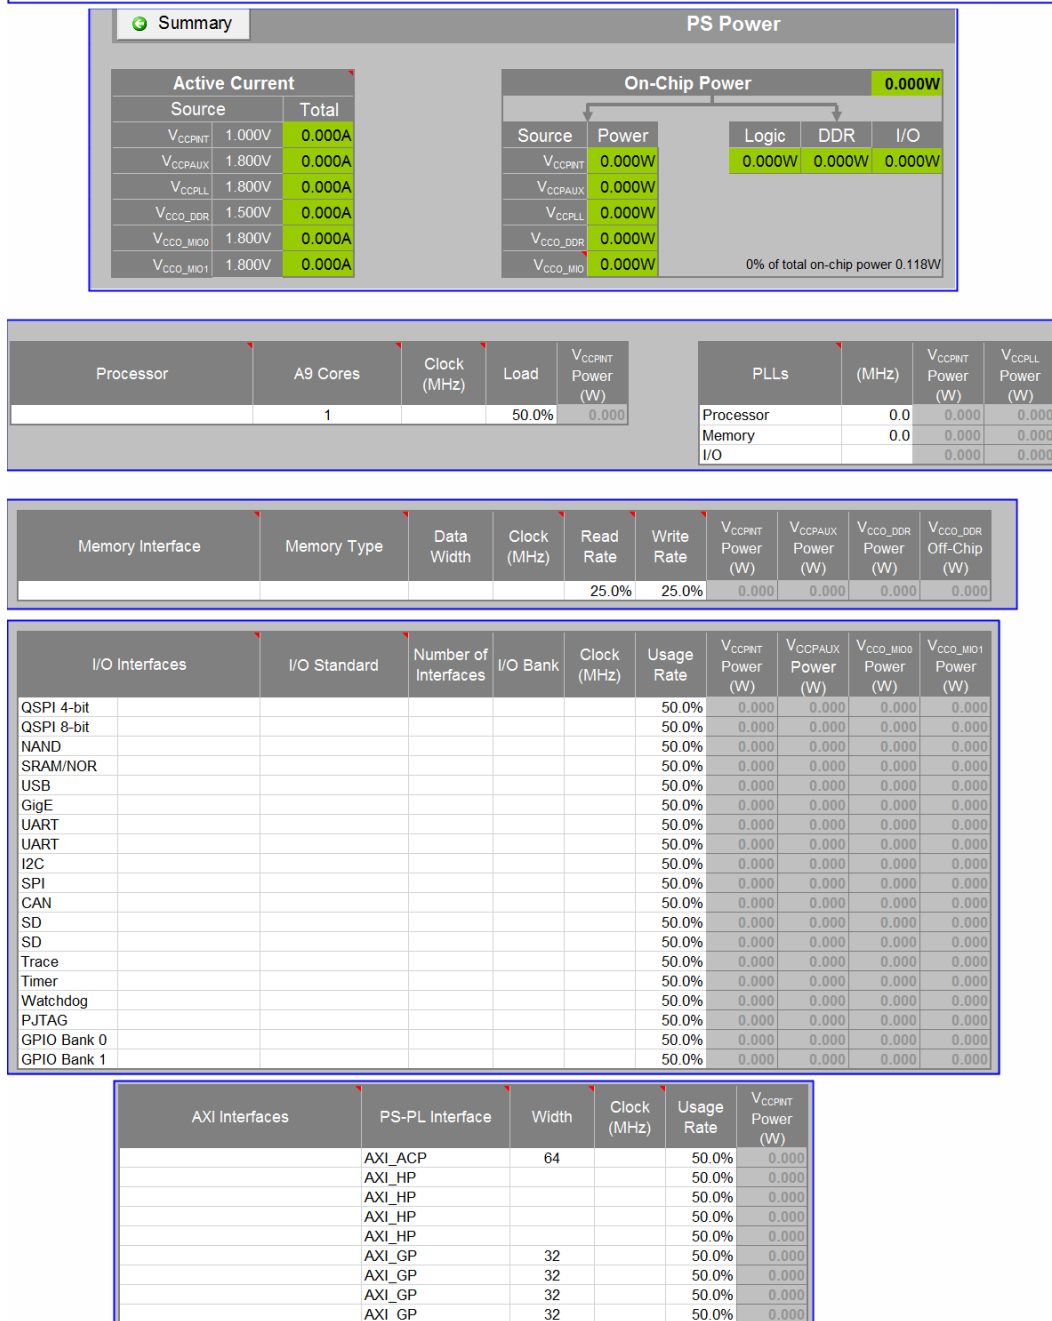 Summary PS Power
Active Current
Source Total
VCCPINT 1.000V 0.000A
VCCPAUX 1.800V 0.000A
VCCPLL 1.800V 0.000A
VCCO_DDR 1.500V 0.000A
VCCO_MIO0 1.800V 0.000A
VCCO_MIO1 1.800V 0.000A
On-Chip Power 0.000W
Source Power Logic DDR I/O
VCCPINT 0.000W 0.000W 0.000W 0.000W
VCCPAUX 0.000W
VCCPLL 0.000W
VCCO_DDR 0.000W
VCCO_MIO 0.000W 0% of total on-chip power 0.118W
Processor A9 Cores Clock (MHz) Load VCCPINT Power (W)
1 50.0% 0.000
PLLs (MHz) VCCPINT Power (W) VCCPLL Power (W)
Processor 0.0 0.000 0.000
Memory 0.0 0.000 0.000
I/O 0.000 0.000
Memory Interface Memory Type Data Width Clock (MHz) Read Rate Write Rate VCCPINT Power (W) VCCPAUX Power (W) VCCO_DDR Power (W) VCCO_DDR Off-Chip (W)
25.0% 25.0% 0.000 0.000 0.000 0.000
I/O Interfaces I/O Standard Number of Interfaces I/O Bank Clock (MHz) Usage Rate VCCPINT Power (W) VCCPAUX Power (W) VCCO_MIO0 Power (W) VCCO_MIO1 Power (W)
QSPI 4-bit 50.0% 0.000 0.000 0.000 0.000
QSPI 8-bit 50.0% 0.000 0.000 0.000 0.000
NAND 50.0% 0.000 0.000 0.000 0.000
SRAM/NOR 50.0% 0.000 0.000 0.000 0.000
USB 50.0% 0.000 0.000 0.000 0.000
GigE 50.0% 0.000 0.000 0.000 0.000
UART 50.0% 0.000 0.000 0.000 0.000
UART 50.0% 0.000 0.000 0.000 0.000
I2C 50.0% 0.000 0.000 0.000 0.000
SPI 50.0% 0.000 0.000 0.000 0.000
CAN 50.0% 0.000 0.000 0.000 0.000
SD 50.0% 0.000 0.000 0.000 0.000
SD 50.0% 0.000 0.000 0.000 0.000
Trace 50.0% 0.000 0.000 0.000 0.000
Timer 50.0% 0.000 0.000 0.000 0.000
Watchdog 50.0% 0.000 0.000 0.000 0.000
PJTAG 50.0% 0.000 0.000 0.000 0.000
GPIO Bank 0 50.0% 0.000 0.000 0.000 0.000
GPIO Bank 1 50.0% 0.000 0.000 0.000 0.000
AXI Interfaces PS-PL Interface Width Clock (MHz) Usage Rate VCCPINT Power (W)
AXI_ACP 64 50.0% 0.000
AXI_HP 50.0% 0.000
AXI_HP 50.0% 0.000
AXI_HP 50.0% 0.000
AXI_HP 50.0% 0.000
AXI_GP 32 50.0% 0.000
AXI_GP 32 50.0% 0.000
AXI_GP 32 50.0% 0.000
AXI_GP 32 50.0% 0.000